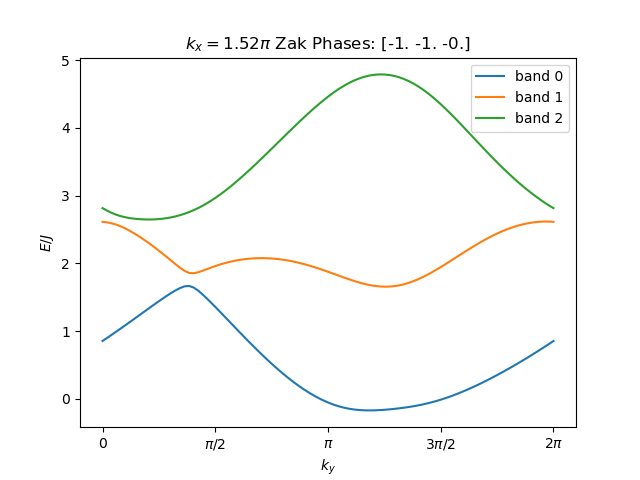 $k_x = 1.52\pi$ Zak Phases: [-1. -1. -0.]
band 0
band 1
band 2
E/J
5
4
3
2
1
0
0
π/2
π
3π/2
2π
$k_y$